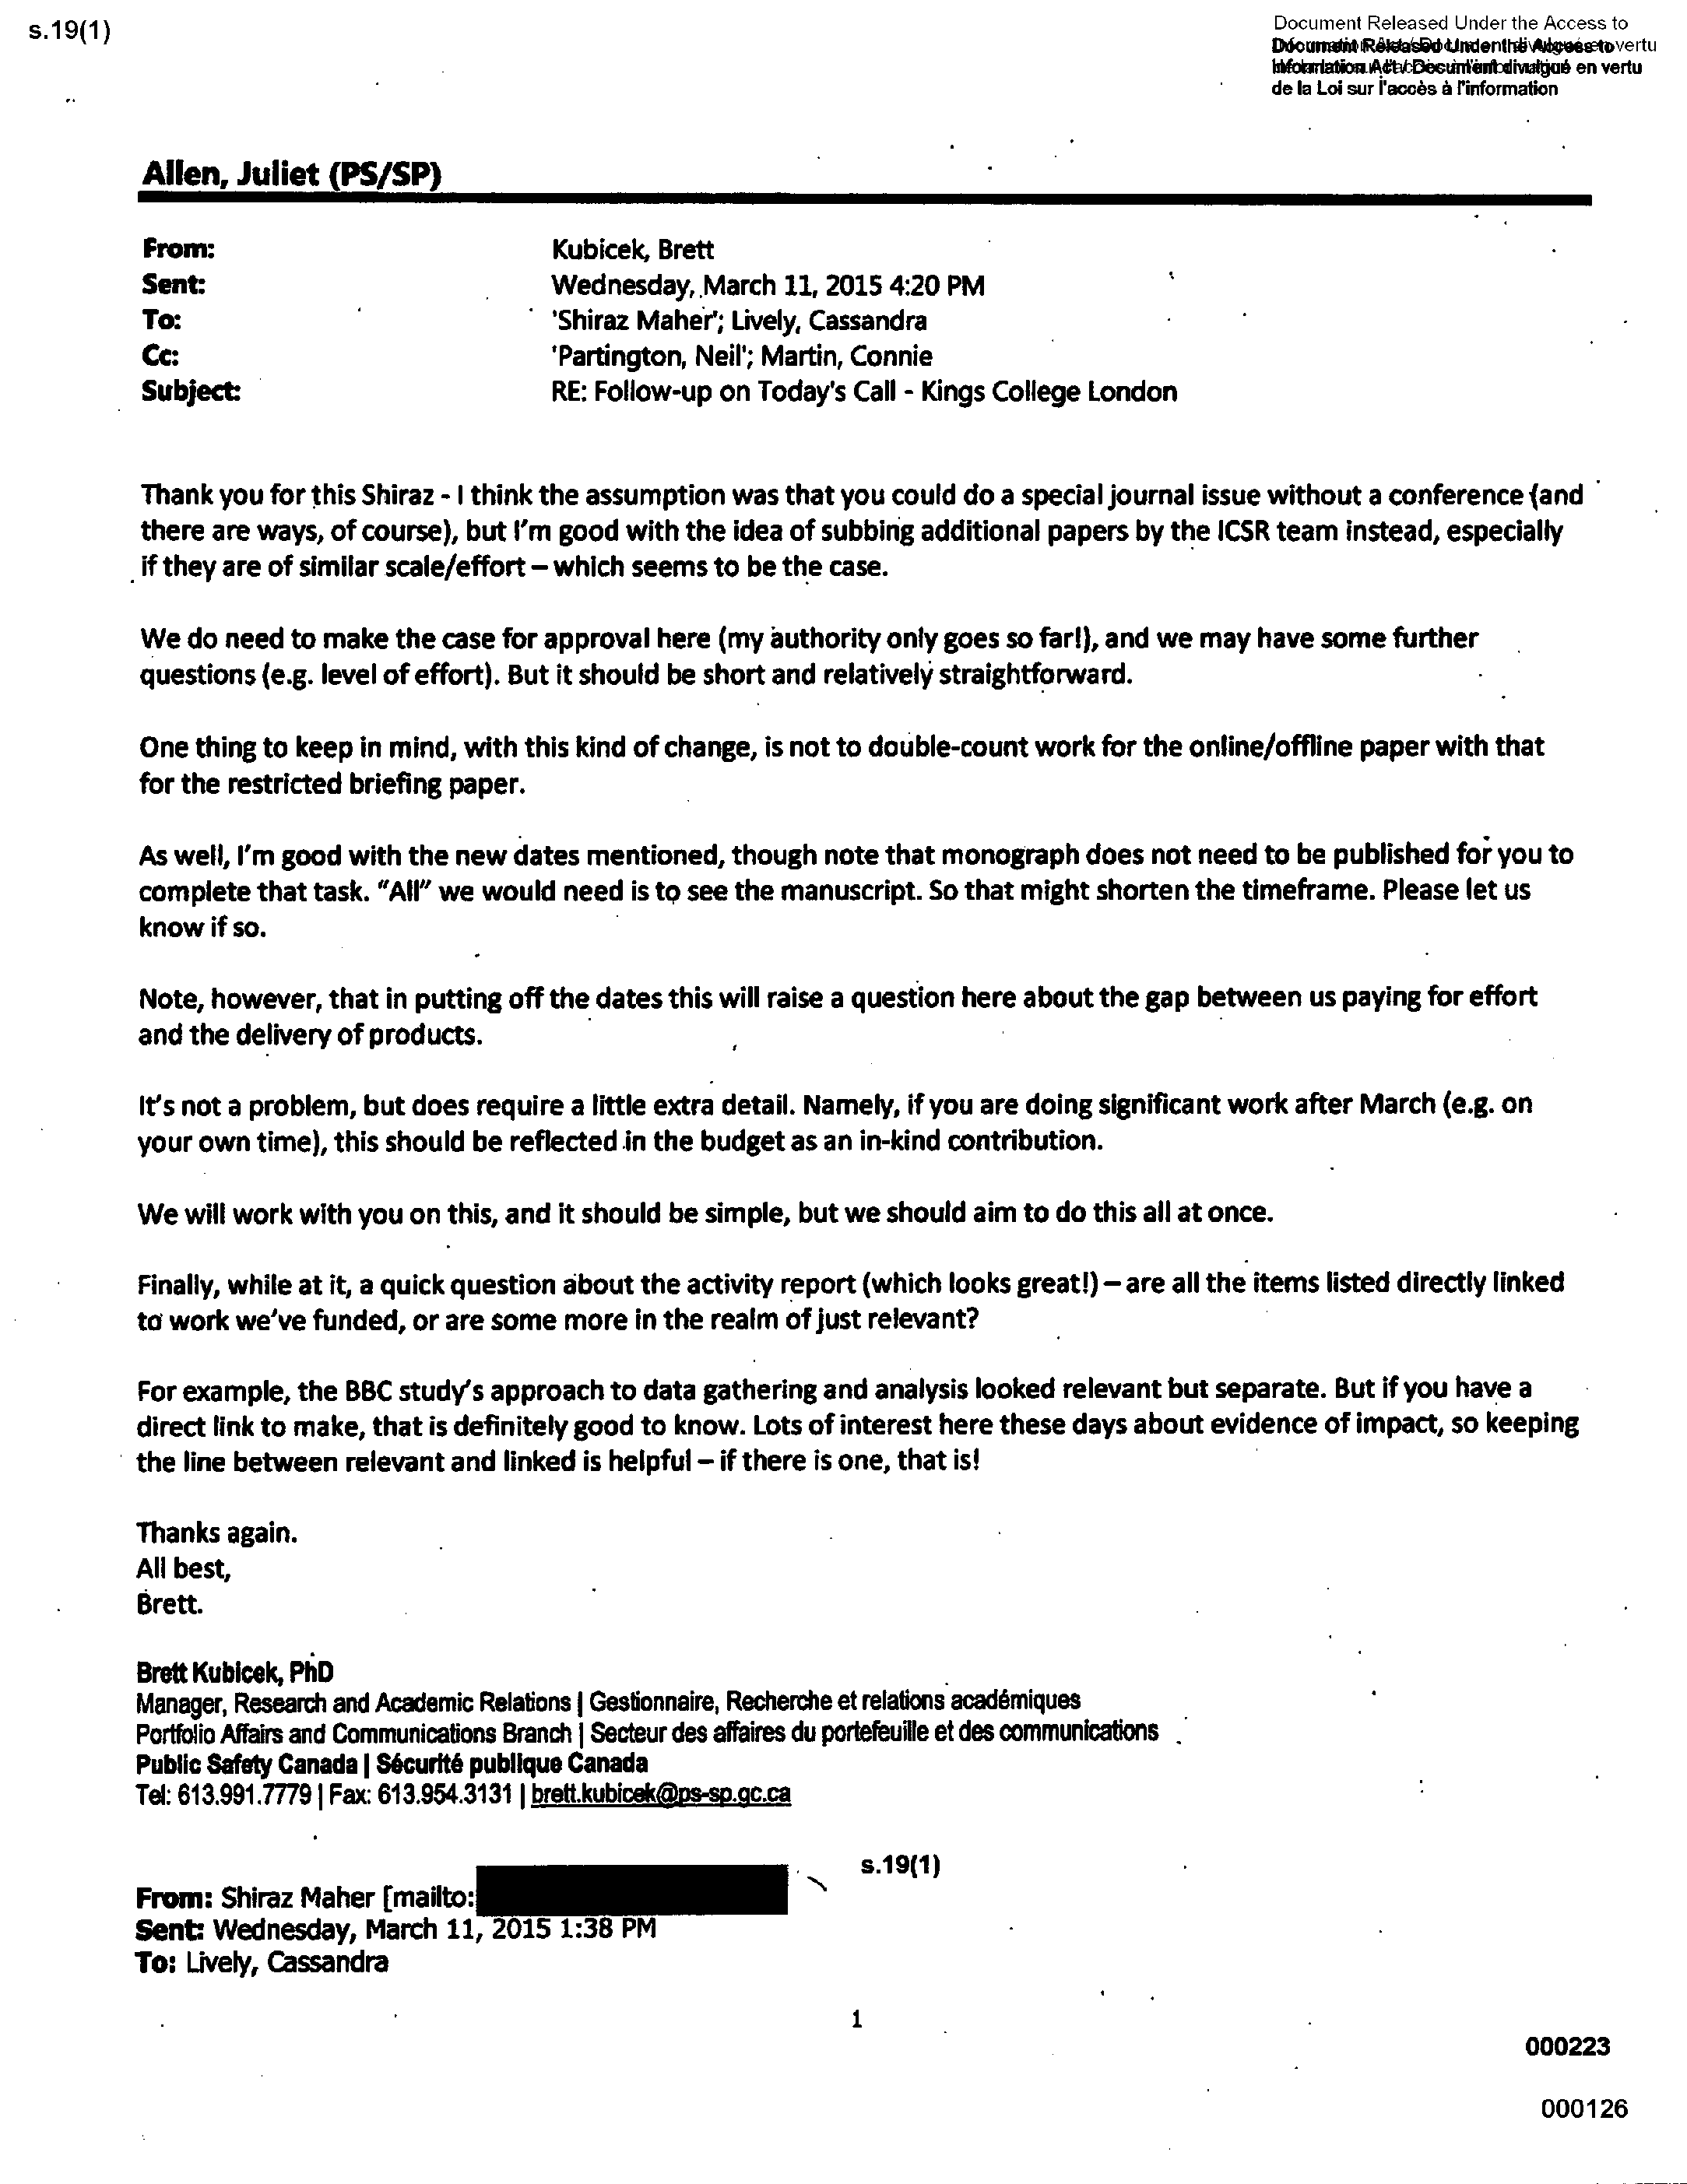 s.19(1)
Document Released Under the Access to
Document Released Under the Access to
Information Act / Document divulgué en vertu
de la Loi sur l'accès à l'information
Allen, Juliet (PS/SP)
From: Kubicek, Brett
Sent: Wednesday, March 11, 2015 4:20 PM
To: 'Shiraz Maher'; Lively, Cassandra
Cc: 'Partington, Neil'; Martin, Connie
Subject: RE: Follow-up on Today's Call - Kings College London
Thank you for this Shiraz - I think the assumption was that you could do a special journal issue without a conference (and
there are ways, of course), but I'm good with the idea of subbing additional papers by the ICSR team instead, especially
if they are of similar scale/effort – which seems to be the case.
We do need to make the case for approval here (my authority only goes so far!), and we may have some further
questions (e.g. level of effort). But it should be short and relatively straightforward.
One thing to keep in mind, with this kind of change, is not to double-count work for the online/offline paper with that
for the restricted briefing paper.
As well, I'm good with the new dates mentioned, though note that monograph does not need to be published for you to
complete that task. "All" we would need is to see the manuscript. So that might shorten the timeframe. Please let us
know if so.
Note, however, that in putting off the dates this will raise a question here about the gap between us paying for effort
and the delivery of products.
It's not a problem, but does require a little extra detail. Namely, if you are doing significant work after March (e.g. on
your own time), this should be reflected in the budget as an in-kind contribution.
We will work with you on this, and it should be simple, but we should aim to do this all at once.
Finally, while at it, a quick question about the activity report (which looks great!) – are all the items listed directly linked
to work we've funded, or are some more in the realm of just relevant?
For example, the BBC study's approach to data gathering and analysis looked relevant but separate. But if you have a
direct link to make, that is definitely good to know. Lots of interest here these days about evidence of impact, so keeping
the line between relevant and linked is helpful – if there is one, that is!
Thanks again.
All best,
Brett.
Brett Kubicek, PhD
Manager, Research and Academic Relations | Gestionnaire, Recherche et relations académiques
Portfolio Affairs and Communications Branch | Secteur des affaires du portefeuille et des communications
Public Safety Canada | Sécurité publique Canada
Tel: 613.991.7779 | Fax: 613.954.3131 | brett.kubicek@ps-sp.gc.ca
s.19(1)
From: Shiraz Maher [mailto:
Sent: Wednesday, March 11, 2015 1:38 PM
To: Lively, Cassandra
1
000223
000126